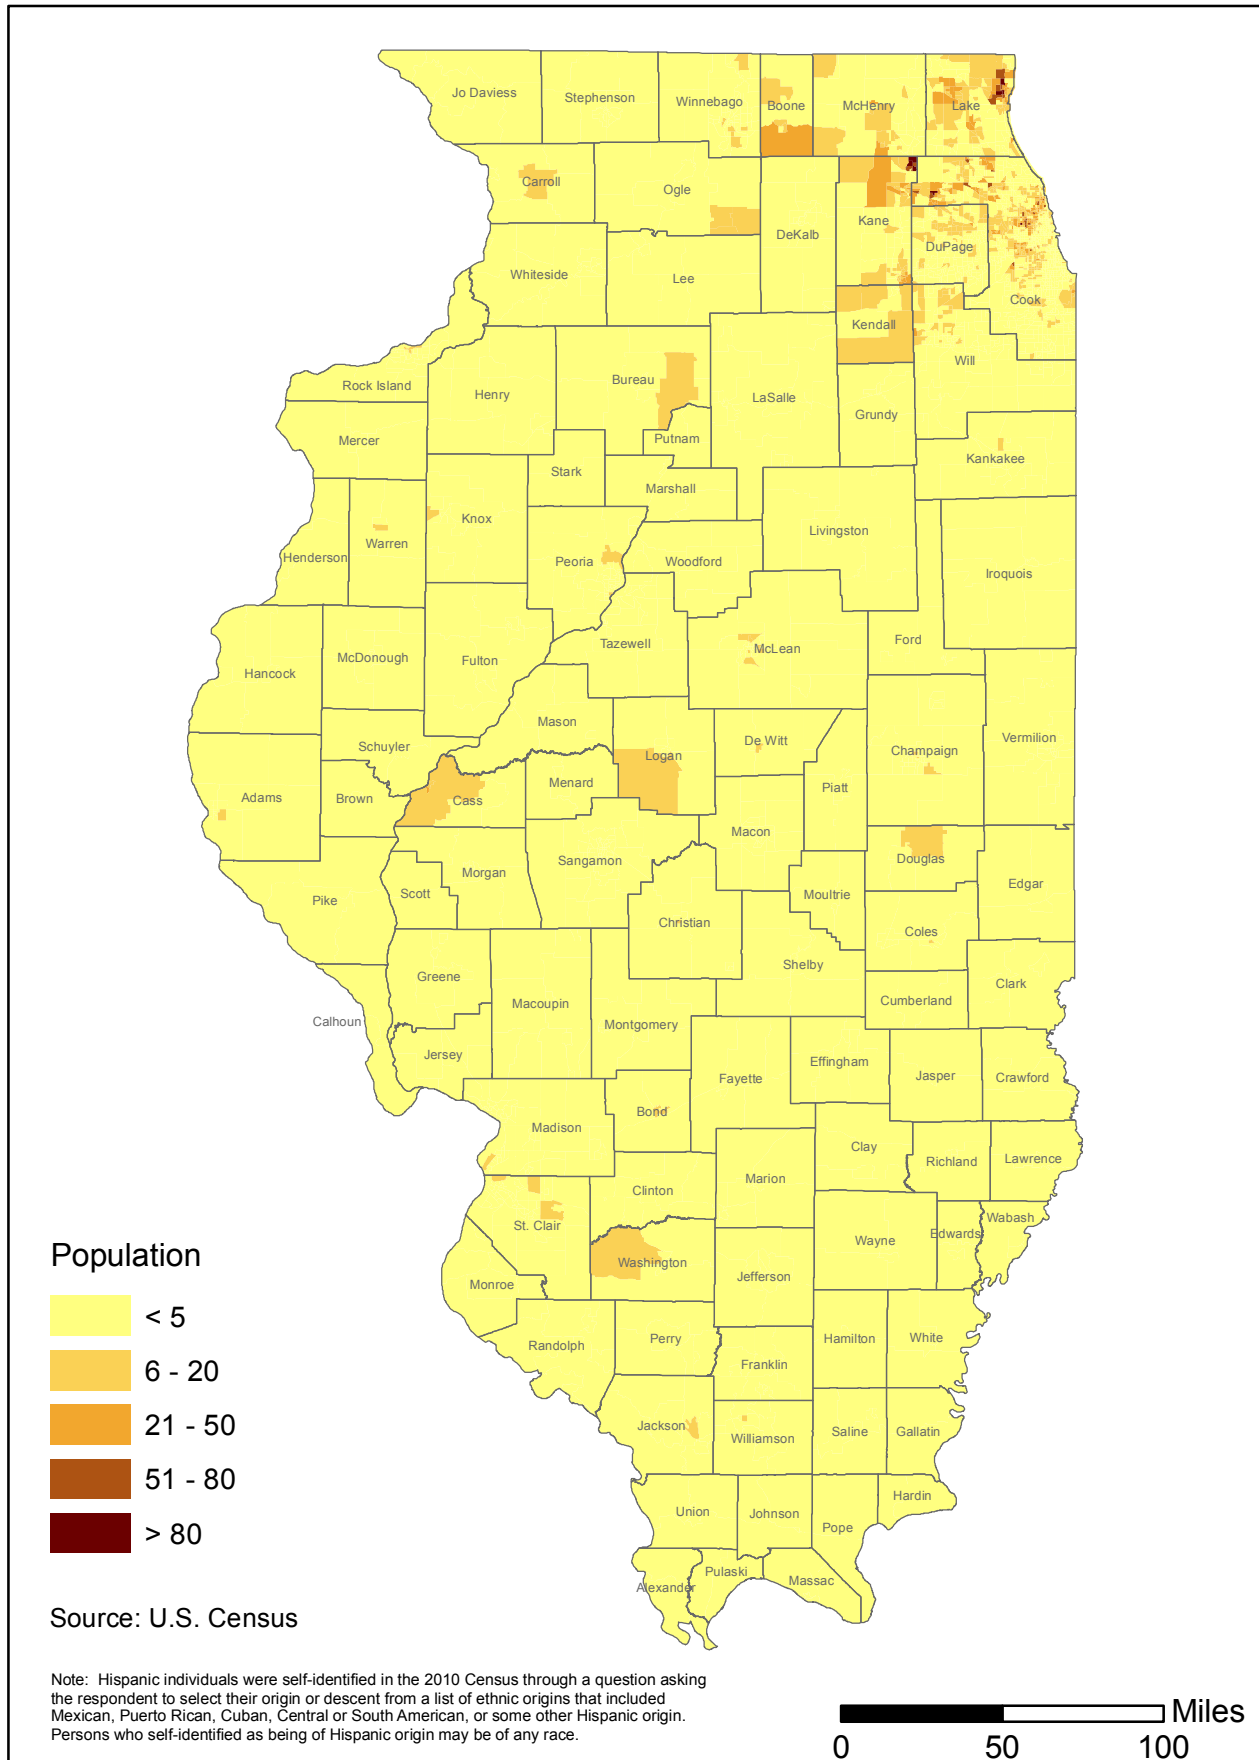 Jo Daviess
Stephenson
Winnebago
Boone
McHenry
Lake
Carroll
Ogle
DeKalb
Kane
DuPage
Cook
Whiteside
Lee
Kendall
Will
Rock Island
Henry
Bureau
LaSalle
Grundy
Mercer
Putnam
Kankakee
Stark
Marshall
Henderson
Warren
Knox
Peoria
Woodford
Livingston
Iroquois
Hancock
McDonough
Fulton
Tazewell
McLean
Ford
Mason
Schuyler
Logan
De Witt
Champaign
Vermilion
Adams
Brown
Cass
Menard
Piatt
Macon
Pike
Scott
Morgan
Sangamon
Douglas
Edgar
Moultrie
Christian
Coles
Shelby
Greene
Macoupin
Clark
Cumberland
Calhoun
Montgomery
Jersey
Fayette
Effingham
Jasper
Crawford
Bond
Madison
Clay
Richland
Lawrence
Marion
Clinton
St. Clair
Wabash
Edwards
Wayne
Washington
Jefferson
Monroe
Randolph
Perry
Hamilton
White
Franklin
Jackson
Williamson
Saline
Gallatin
Hardin
Union
Johnson
Pope
Alexander
Pulaski
Massac
Population
< 5
6 - 20
21 - 50
51 - 80
> 80
Source: U.S. Census
Note: Hispanic individuals were self-identified in the 2010 Census through a question asking
the respondent to select their origin or descent from a list of ethnic origins that included
Mexican, Puerto Rican, Cuban, Central or South American, or some other Hispanic origin.
Persons who self-identified as being of Hispanic origin may be of any race.
Miles
0 50 100